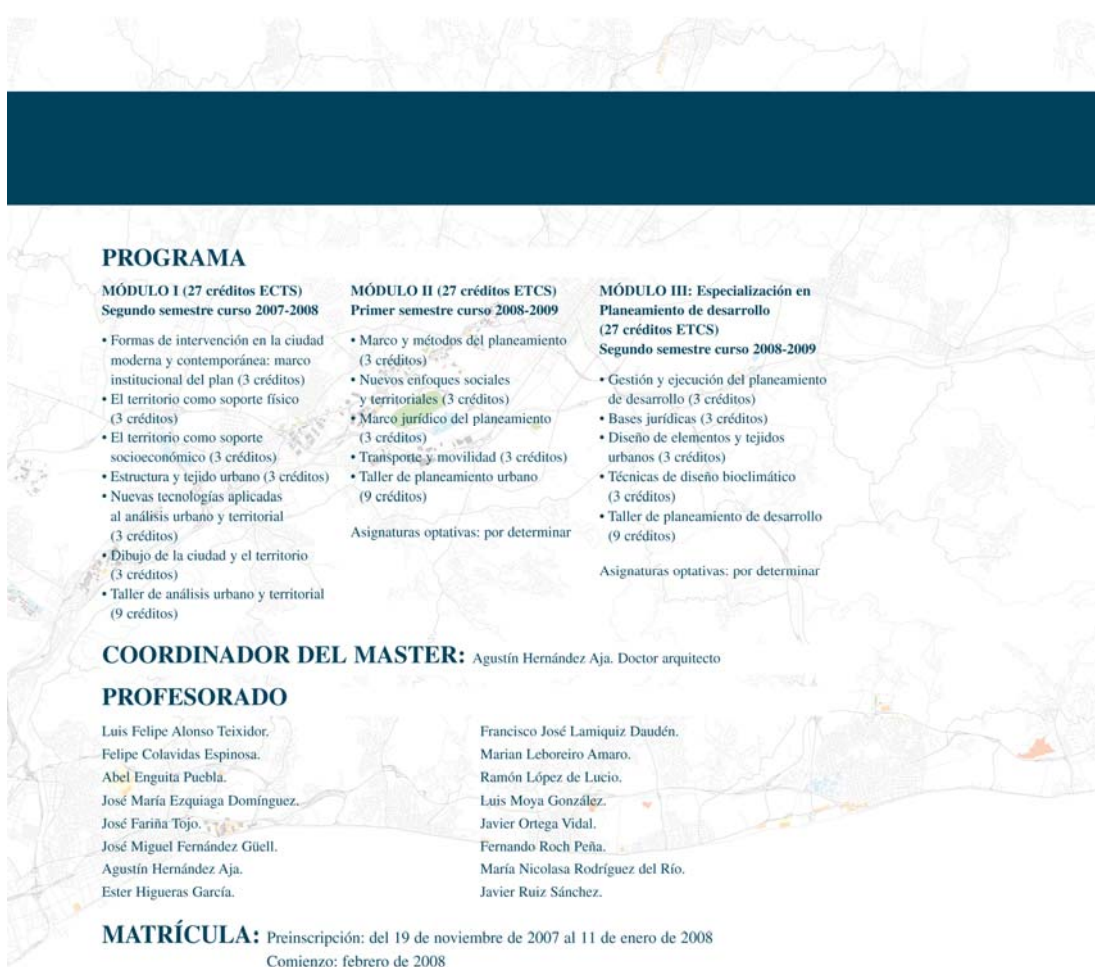 PROGRAMA
MÓDULO I (27 créditos ECTS)
Segundo semestre curso 2007-2008
• Formas de intervención en la ciudad
moderna y contemporánea: marco
institucional del plan (3 créditos)
• El territorio como soporte físico
(3 créditos)
• El territorio como soporte
socioeconómico (3 créditos)
• Estructura y tejido urbano (3 créditos)
• Nuevas tecnologías aplicadas
al análisis urbano y territorial
(3 créditos)
• Dibujo de la ciudad y el territorio
(3 créditos)
• Taller de análisis urbano y territorial
(9 créditos)
MÓDULO II (27 créditos ETCS)
Primer semestre curso 2008-2009
• Marco y métodos del planeamiento
(3 créditos)
• Nuevos enfoques sociales
y territoriales (3 créditos)
• Marco jurídico del planeamiento
(3 créditos)
• Transporte y movilidad (3 créditos)
• Taller de planeamiento urbano
(9 créditos)
Asignaturas optativas: por determinar
MÓDULO III: Especialización en
Planeamiento de desarrollo
(27 créditos ETCS)
Segundo semestre curso 2008-2009
• Gestión y ejecución del planeamiento
de desarrollo (3 créditos)
• Bases jurídicas (3 créditos)
• Diseño de elementos y tejidos
urbanos (3 créditos)
• Técnicas de diseño bioclimático
(3 créditos)
• Taller de planeamiento de desarrollo
(9 créditos)
Asignaturas optativas: por determinar
COORDINADOR DEL MASTER: Agustín Hernández Aja. Doctor arquitecto
PROFESORADO
Luis Felipe Alonso Teixidor.
Felipe Colavidas Espinosa.
Abel Enguita Puebla.
José María Ezquiaga Domínguez.
José Fariña Tojo.
José Miguel Fernández Güell.
Agustín Hernández Aja.
Ester Higueras García.
Francisco José Lamiquiz Daudén.
Marian Leboreiro Amaro.
Ramón López de Lucio.
Luis Moya González.
Javier Ortega Vidal.
Fernando Roch Peña.
María Nicolasa Rodríguez del Río.
Javier Ruiz Sánchez.
MATRÍCULA: Preinscripción: del 19 de noviembre de 2007 al 11 de enero de 2008
Comienzo: febrero de 2008